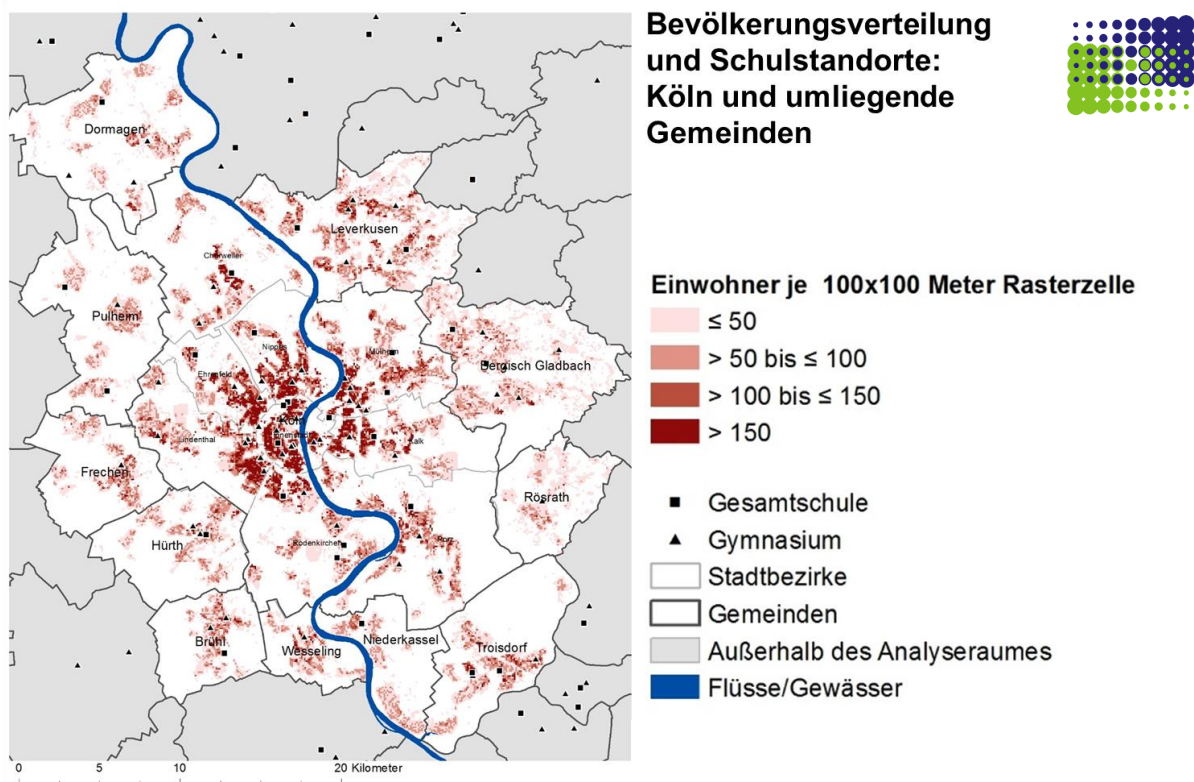 Bevölkerungsverteilung
und Schulstandorte:
Köln und umliegende
Gemeinden
Dormagen
Leverkusen
Chorweiler
Pulheim
Nippes
Mülheim
Bergisch Gladbach
Ehrenfeld
Köln
Lindenthal
Innenstadt
Kalk
Frechen
Rösrath
Hürth
Rodenkirchen
Porz
Brühl
Wesseling
Niederkassel
Troisdorf
0 5 10 20 Kilometer
Einwohner je 100x100 Meter Rasterzelle
≤ 50
> 50 bis ≤ 100
> 100 bis ≤ 150
> 150
Gesamtschule
Gymnasium
Stadtbezirke
Gemeinden
Außerhalb des Analyseraumes
Flüsse/Gewässer